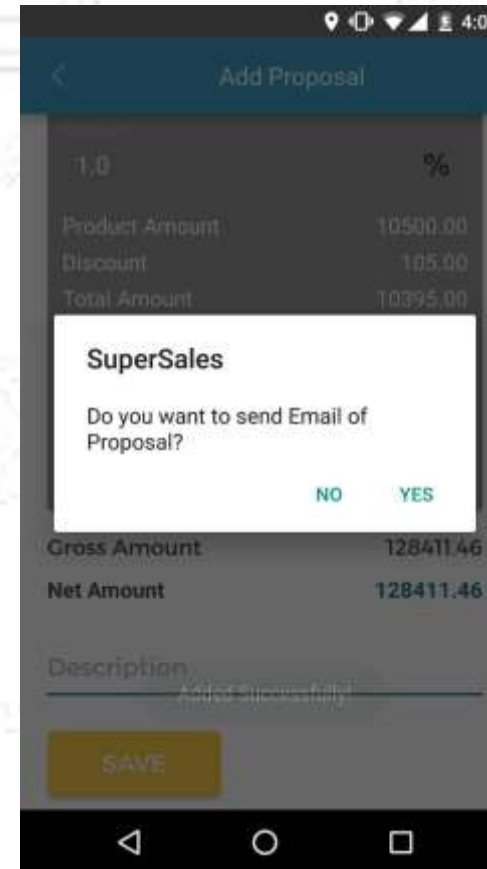 4:0
Add Proposal
1.0 %
Product Amount 10500.00
Discount 105.00
Total Amount 10395.00
SuperSales
Do you want to send Email of
Proposal?
NO YES
Gross Amount 128411.46
Net Amount 128411.46
Description
Added Successfully!
SAVE